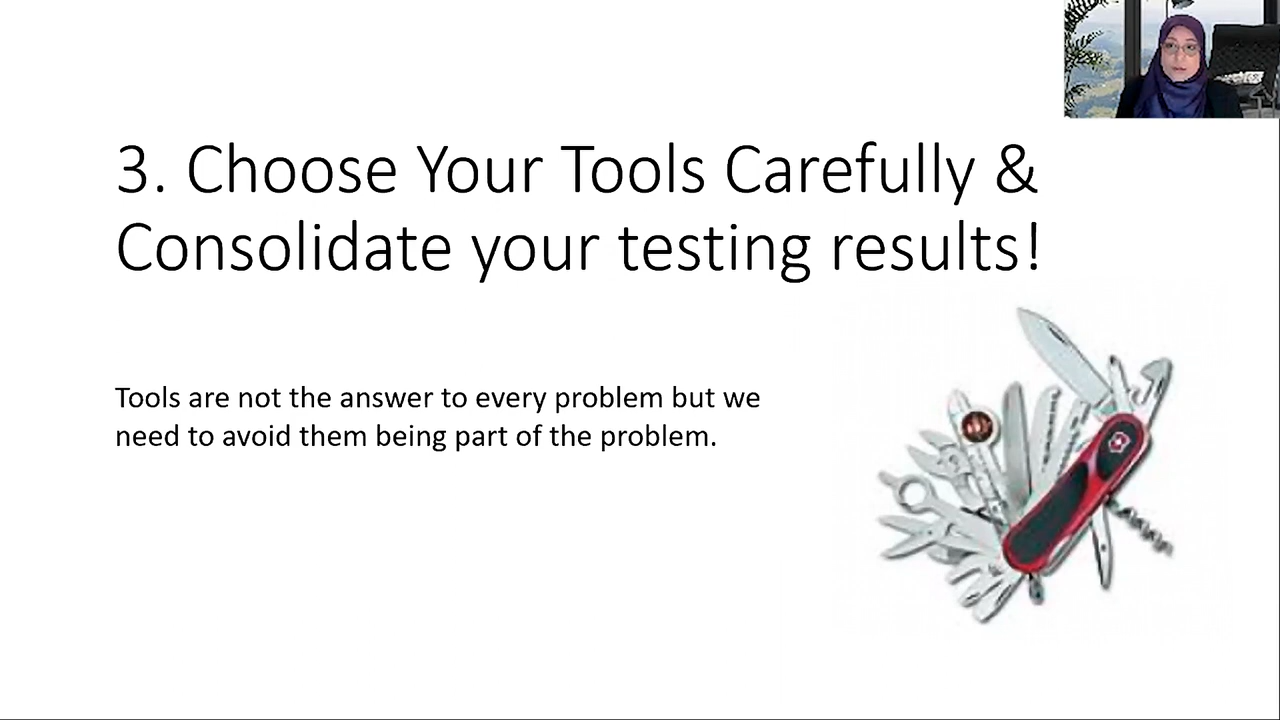 3. Choose Your Tools Carefully &
Consolidate your testing results!
Tools are not the answer to every problem but we
need to avoid them being part of the problem.